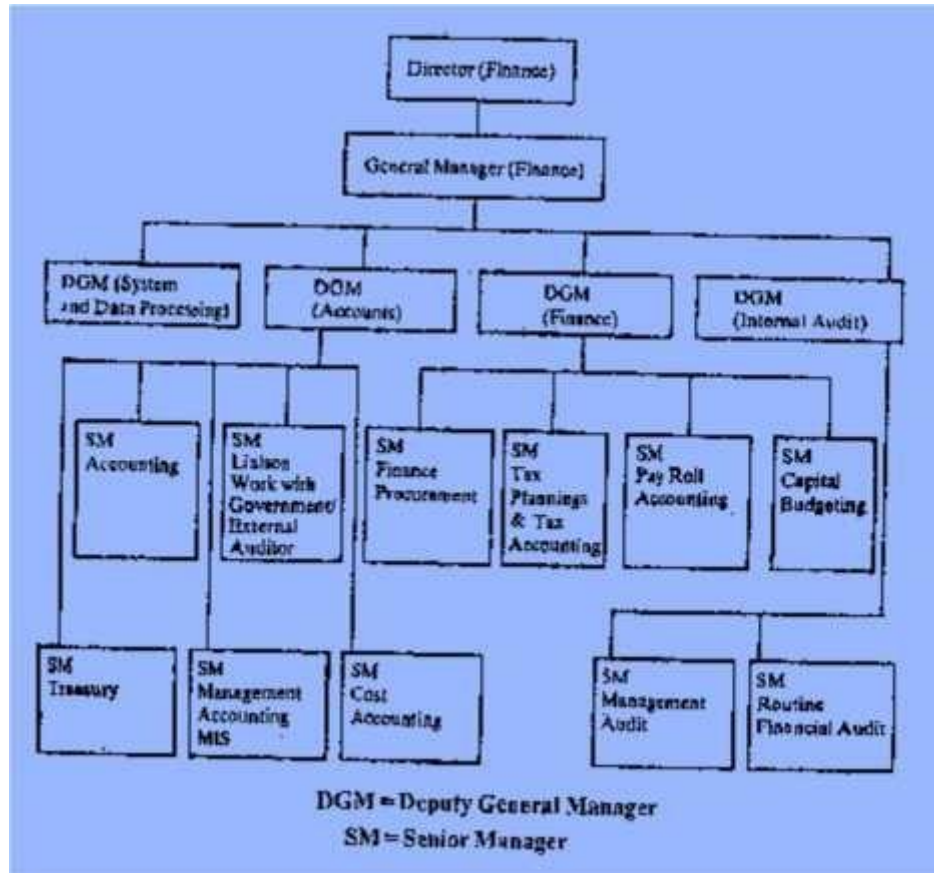 Director (Finance)
General Manager (Finance)
DGM (System
and Data Processing)
DGM
(Accounts)
DGM
(Finance)
DGM
(Internal Audit)
SM
Accounting
SM
Liaison
Work with
Government/
External
Auditor
SM
Finance
Procurement
SM
Tax
Plannings
& Tax
Accounting
SM
Pay Roll
Accounting
SM
Capital
Budgeting
SM
Treasury
SM
Management
Accounting
MIS
SM
Cost
Accounting
SM
Management
Audit
SM
Routine
Financial Audit
DGM = Deputy General Manager
SM = Senior Manager